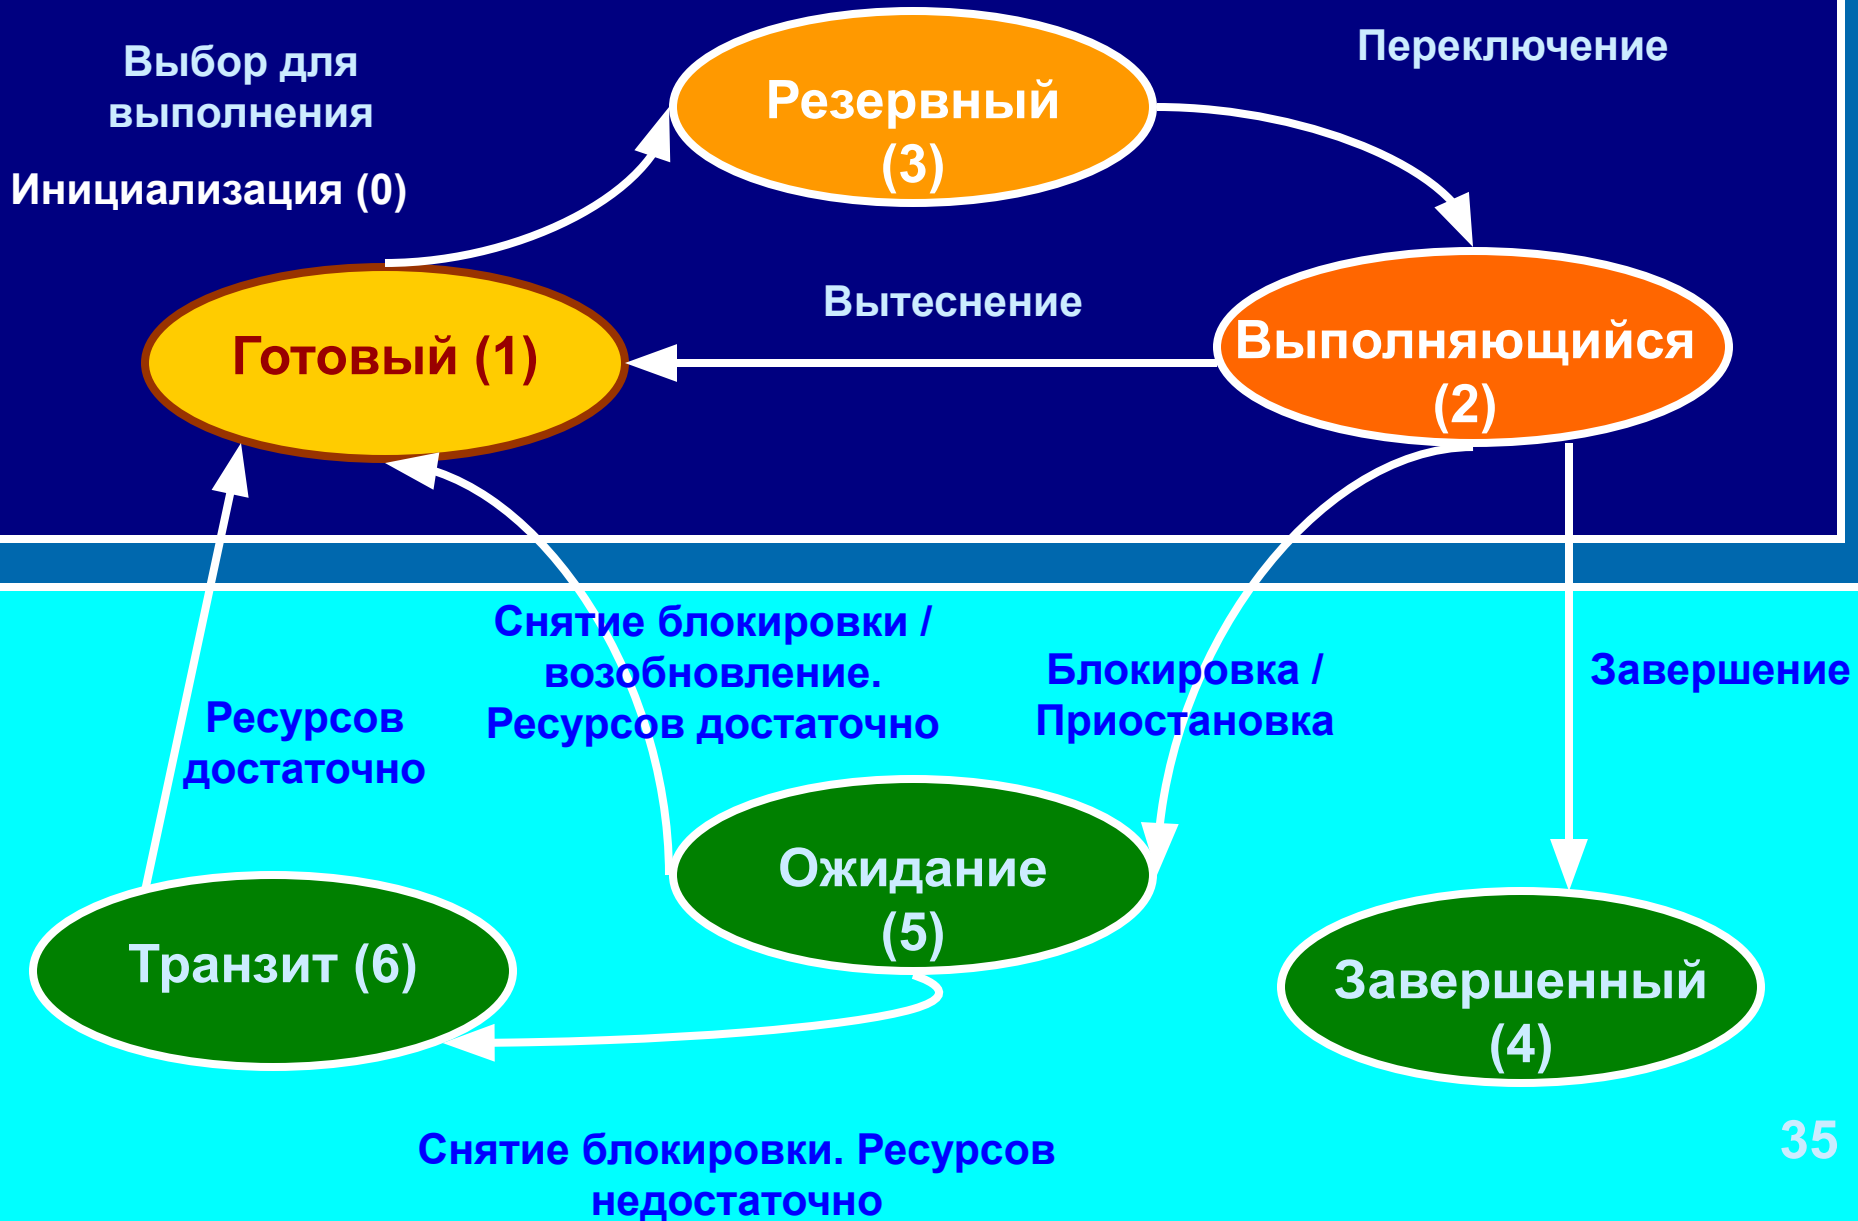 Выбор для
выполнения
Инициализация (0)
Резервный
(3)
Переключение
Готовый (1)
Вытеснение
Выполняющийся
(2)
Снятие блокировки /
возобновление.
Ресурсов достаточно
Блокировка /
Приостановка
Завершение
Ресурсов
достаточно
Ожидание
(5)
Транзит (6)
Завершенный
(4)
Снятие блокировки. Ресурсов
недостаточно
35